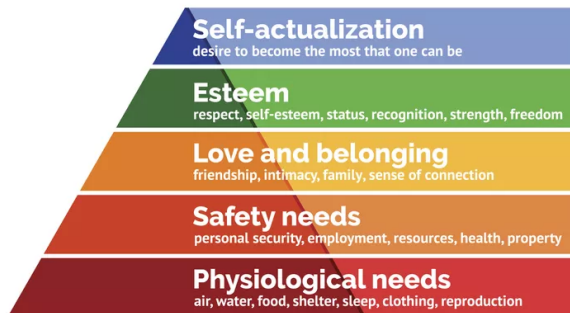 Self-actualization
desire to become the most that one can be
Esteem
respect, self-esteem, status, recognition, strength, freedom
Love and belonging
friendship, intimacy, family, sense of connection
Safety needs
personal security, employment, resources, health, property
Physiological needs
air, water, food, shelter, sleep, clothing, reproduction